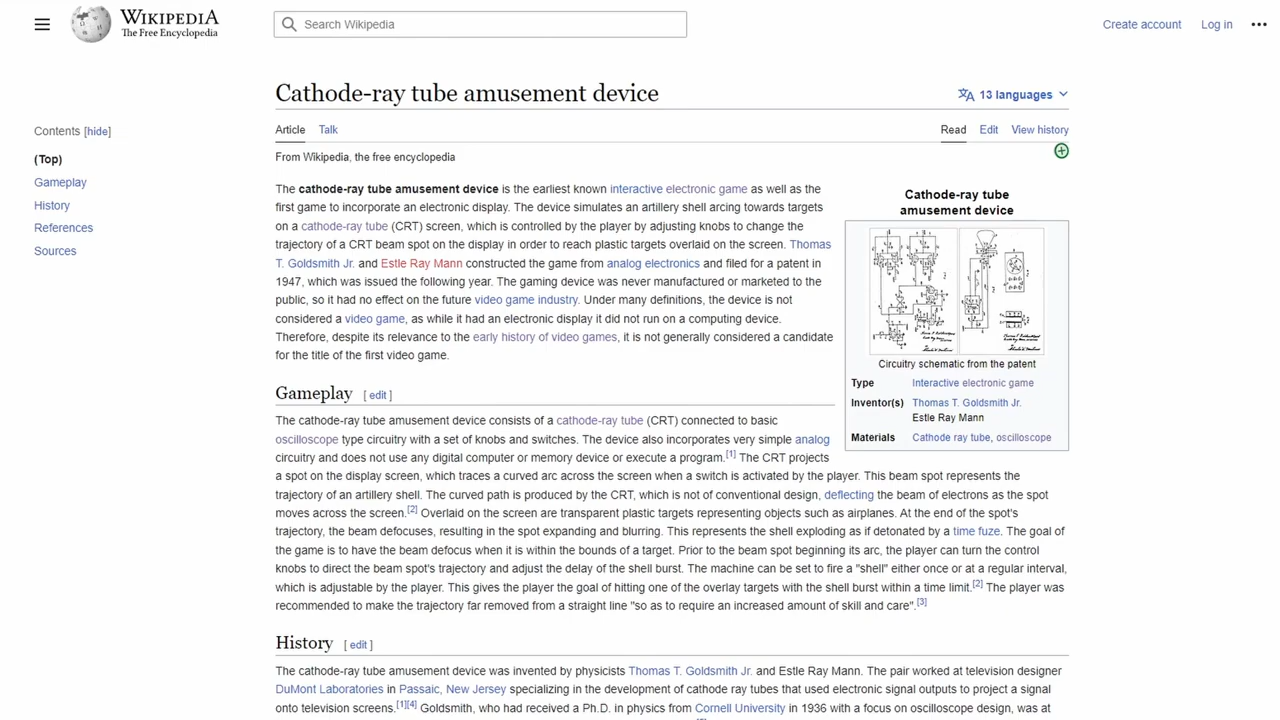 WIKIPEDIA
The Free Encyclopedia
Search Wikipedia
Create account
Log in
Cathode-ray tube amusement device
13 languages
Contents [hide]
(Top)
Gameplay
History
References
Sources
Article
Talk
Read
Edit
View history
From Wikipedia, the free encyclopedia
The cathode-ray tube amusement device is the earliest known interactive electronic game as well as the
first game to incorporate an electronic display. The device simulates an artillery shell arcing towards targets
on a cathode-ray tube (CRT) screen, which is controlled by the player by adjusting knobs to change the
trajectory of a CRT beam spot on the display in order to reach plastic targets overlaid on the screen. Thomas
T. Goldsmith Jr. and Estle Ray Mann constructed the game from analog electronics and filed for a patent in
1947, which was issued the following year. The gaming device was never manufactured or marketed to the
public, so it had no effect on the future video game industry. Under many definitions, the device is not
considered a video game, as while it had an electronic display it did not run on a computing device.
Therefore, despite its relevance to the early history of video games, it is not generally considered a candidate
for the title of the first video game.
Cathode-ray tube
amusement device
Circuitry schematic from the patent
Type Interactive electronic game
Inventor(s) Thomas T. Goldsmith Jr.
Estle Ray Mann
Materials Cathode ray tube, oscilloscope
Gameplay [ edit ]
The cathode-ray tube amusement device consists of a cathode-ray tube (CRT) connected to basic
oscilloscope type circuitry with a set of knobs and switches. The device also incorporates very simple analog
circuitry and does not use any digital computer or memory device or execute a program.[1] The CRT projects
a spot on the display screen, which traces a curved arc across the screen when a switch is activated by the player. This beam spot represents the
trajectory of an artillery shell. The curved path is produced by the CRT, which is not of conventional design, deflecting the beam of electrons as the spot
moves across the screen.[2] Overlaid on the screen are transparent plastic targets representing objects such as airplanes. At the end of the spot's
trajectory, the beam defocuses, resulting in the spot expanding and blurring. This represents the shell exploding as if detonated by a time fuze. The goal of
the game is to have the beam defocus when it is within the bounds of a target. Prior to the beam spot beginning its arc, the player can turn the control
knobs to direct the beam spot's trajectory and adjust the delay of the shell burst. The machine can be set to fire a "shell" either once or at a regular interval,
which is adjustable by the player. This gives the player the goal of hitting one of the overlay targets with the shell burst within a time limit.[2] The player was
recommended to make the trajectory far removed from a straight line "so as to require an increased amount of skill and care".[3]
History [ edit ]
The cathode-ray tube amusement device was invented by physicists Thomas T. Goldsmith Jr. and Estle Ray Mann. The pair worked at television designer
DuMont Laboratories in Passaic, New Jersey specializing in the development of cathode ray tubes that used electronic signal outputs to project a signal
onto television screens.[1][4] Goldsmith, who had received a Ph.D. in physics from Cornell University in 1936 with a focus on oscilloscope design, was at